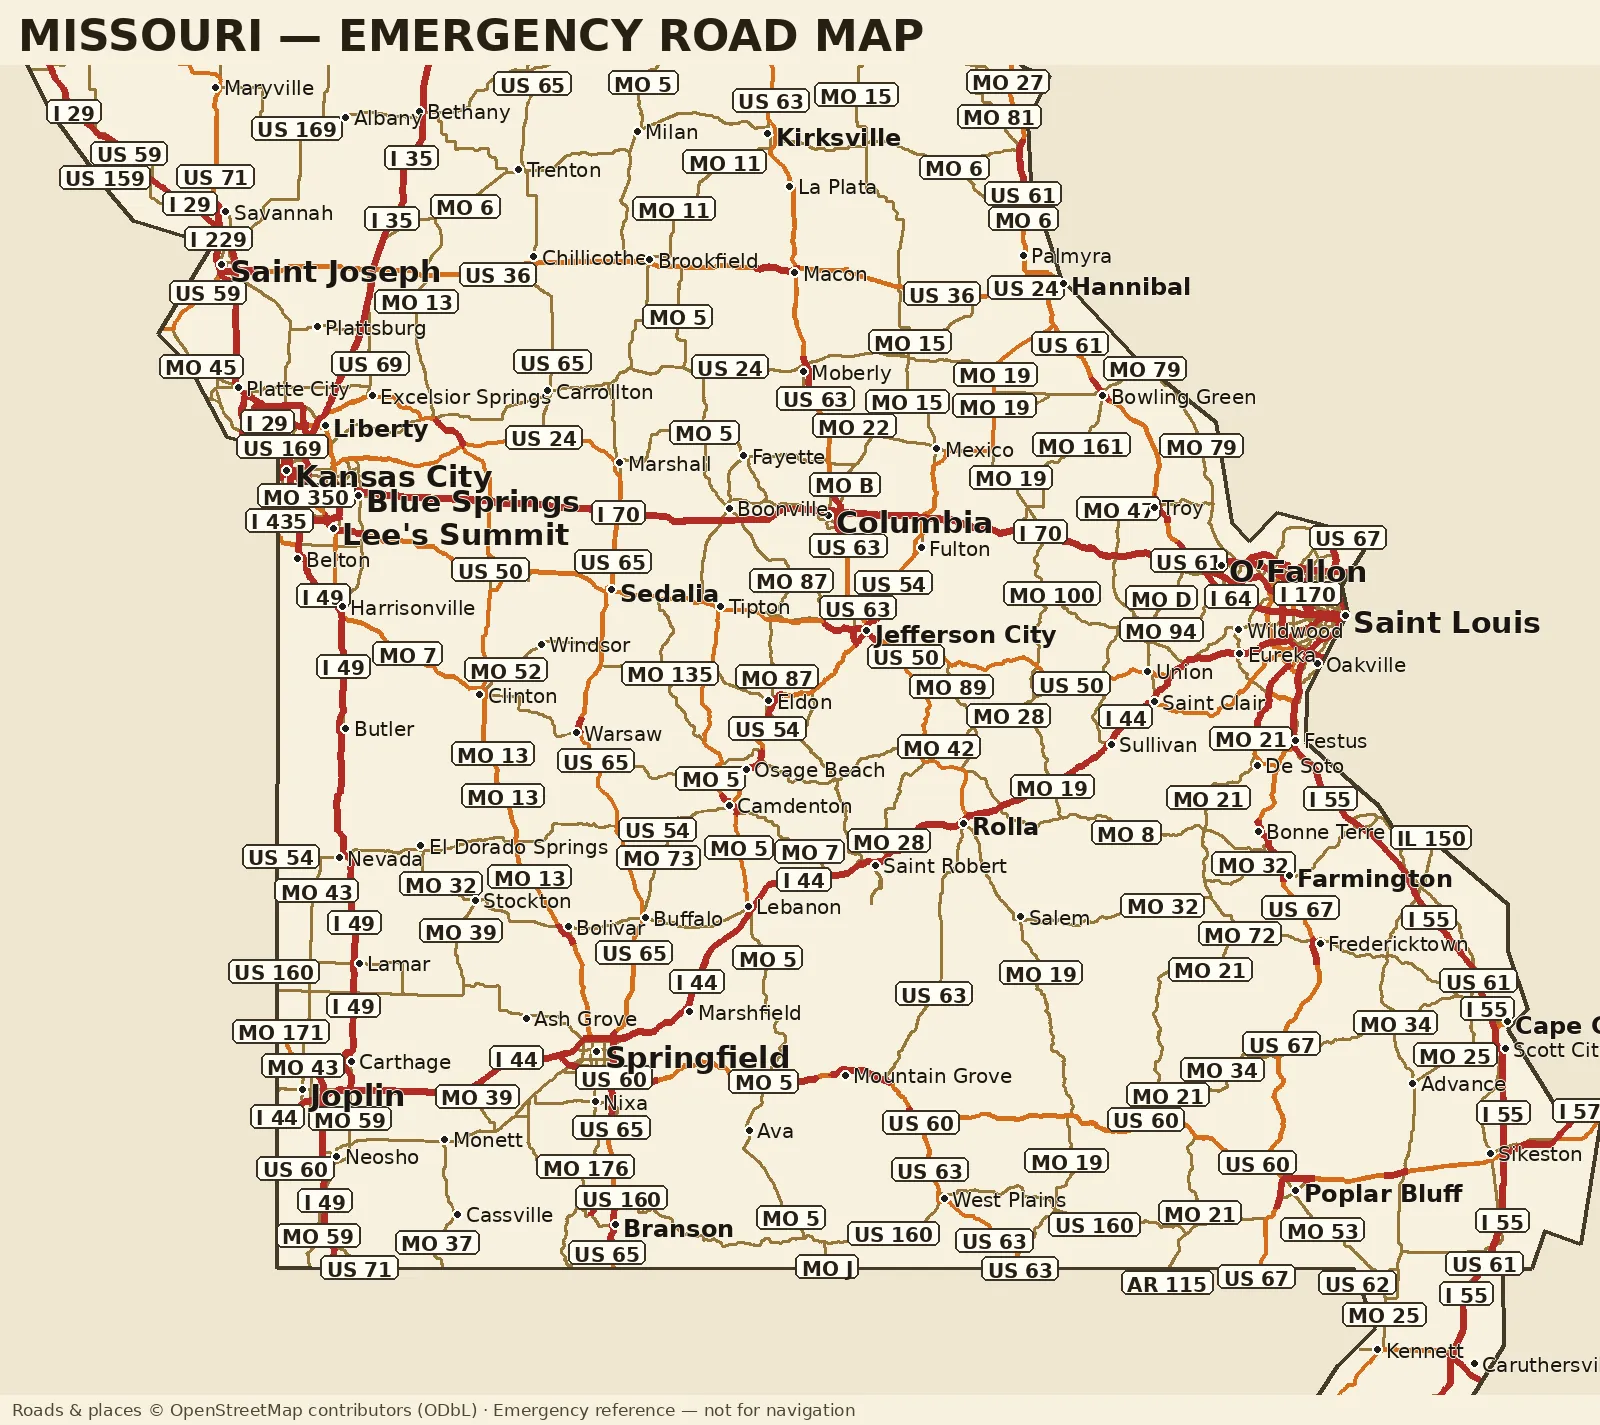 MISSOURI — EMERGENCY ROAD MAP
MO 27
US 65
MO 5
Maryville
MO 15
US 63
I 29
Bethany
Albany
MO 81
US 169
Milan
Kirksville
US 59
I 35
MO 11
MO 6
Trenton
US 159
US 71
La Plata
US 61
I 29
MO 6
MO 11
Savannah
I 35
MO 6
I 229
Palmyra
Chillicothe
Brookfield
Saint Joseph
US 36
Macon
US 24
Hannibal
US 59
MO 13
US 36
MO 5
Plattsburg
MO 15
US 61
MO 45
US 69
US 65
US 24
Moberly
MO 19
MO 79
Platte City
Excelsior Springs
Carrollton
US 63
MO 15
MO 19
Bowling Green
I 29
Liberty
MO 22
US 169
US 24
MO 5
MO 161
MO 79
Marshall
Fayette
Mexico
Kansas City
MO 19
MO B
MO 350
Blue Springs
I 70
Boonville
MO 47
Troy
I 435
Columbia
Lee's Summit
I 70
US 67
US 63
Fulton
Belton
US 65
US 61
O'Fallon
US 50
MO 87
US 54
I 49
Sedalia
MO 100
MO D
I 64
I 170
Harrisonville
Tipton
US 63
Saint Louis
Jefferson City
MO 94
Wildwood
Windsor
MO 7
US 50
Eureka
I 49
Oakville
MO 52
MO 135
MO 87
Union
Clinton
MO 89
US 50
Eldon
Saint Clair
MO 28
I 44
Butler
US 54
Warsaw
MO 42
Sullivan
MO 21
Festus
MO 13
US 65
Osage Beach
De Soto
MO 5
MO 19
MO 13
Camdenton
MO 21
I 55
US 54
Rolla
MO 8
Bonne Terre
IL 150
El Dorado Springs
MO 5
MO 7
MO 28
US 54
Nevada
MO 73
Saint Robert
MO 32
MO 43
MO 32
MO 13
I 44
Farmington
Stockton
Lebanon
MO 32
US 67
I 49
Buffalo
Salem
I 55
MO 39
Bolivar
MO 72
Fredericktown
US 65
MO 5
US 160
Lamar
MO 19
MO 21
I 44
US 61
US 63
I 49
Marshfield
I 55
MO 171
Ash Grove
MO 34
Cape G
US 67
Scott Cit
MO 43
Carthage
I 44
Springfield
MO 25
US 60
MO 5
Mountain Grove
MO 34
Advance
Joplin
MO 39
MO 21
I 44
MO 59
Nixa
I 55
I 57
US 60
US 60
US 65
Ava
Monett
Neosho
Sikeston
US 60
MO 176
US 63
MO 19
US 60
I 49
US 160
West Plains
Poplar Bluff
Cassville
MO 5
MO 21
I 55
MO 59
Branson
US 160
US 160
MO 53
MO 37
US 65
US 63
US 71
MO J
US 63
US 61
AR 115
US 67
US 62
I 55
MO 25
Kennett
Caruthersvi
Roads & places © OpenStreetMap contributors (ODbL) · Emergency reference — not for navigation